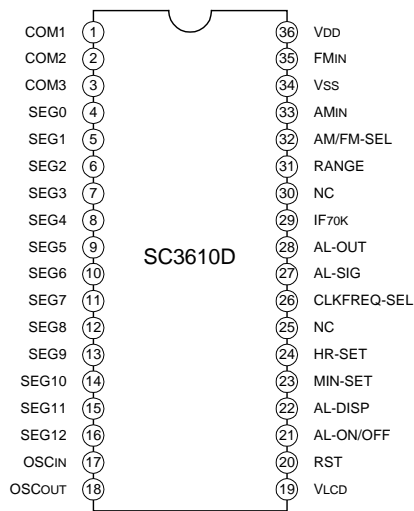 COM1 1 36 VDD
COM2 2 35 FMIN
COM3 3 34 VSS
SEG0 4 33 AMIN
SEG1 5 32 AM/FM-SEL
SEG2 6 31 RANGE
SEG3 7 30 NC
SEG4 8 29 IF70K
SEG5 9 28 AL-OUT
SC3610D
SEG6 10 27 AL-SIG
SEG7 11 26 CLKFREQ-SEL
SEG8 12 25 NC
SEG9 13 24 HR-SET
SEG10 14 23 MIN-SET
SEG11 15 22 AL-DISP
SEG12 16 21 AL-ON/OFF
OSCIN 17 20 RST
OSCOUT 18 19 VLCD